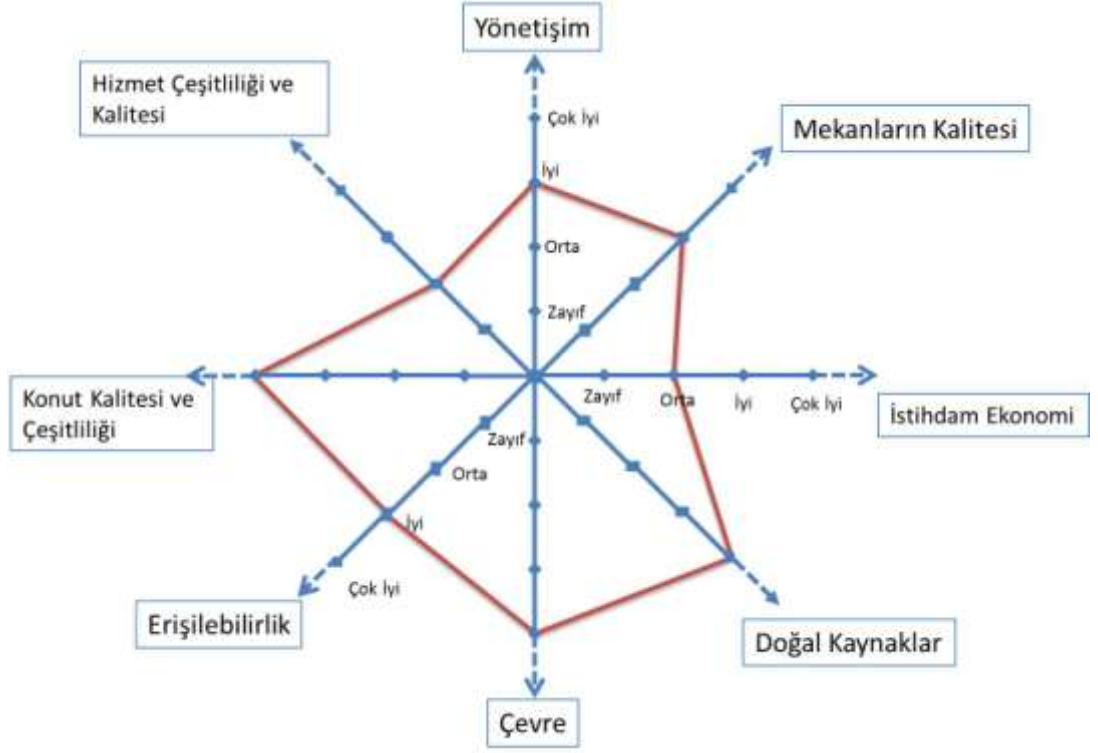 Yönetişim
Hizmet Çeşitliliği ve
Kalitesi
Çok İyi
Mekanların Kalitesi
İyi
Orta
Zayıf
Konut Kalitesi ve
Çeşitliliği
Zayıf
Orta
İyi
Çok İyi
İstihdam Ekonomi
Zayıf
Orta
İyi
Çok İyi
Erişilebilirlik
Doğal Kaynaklar
Çevre